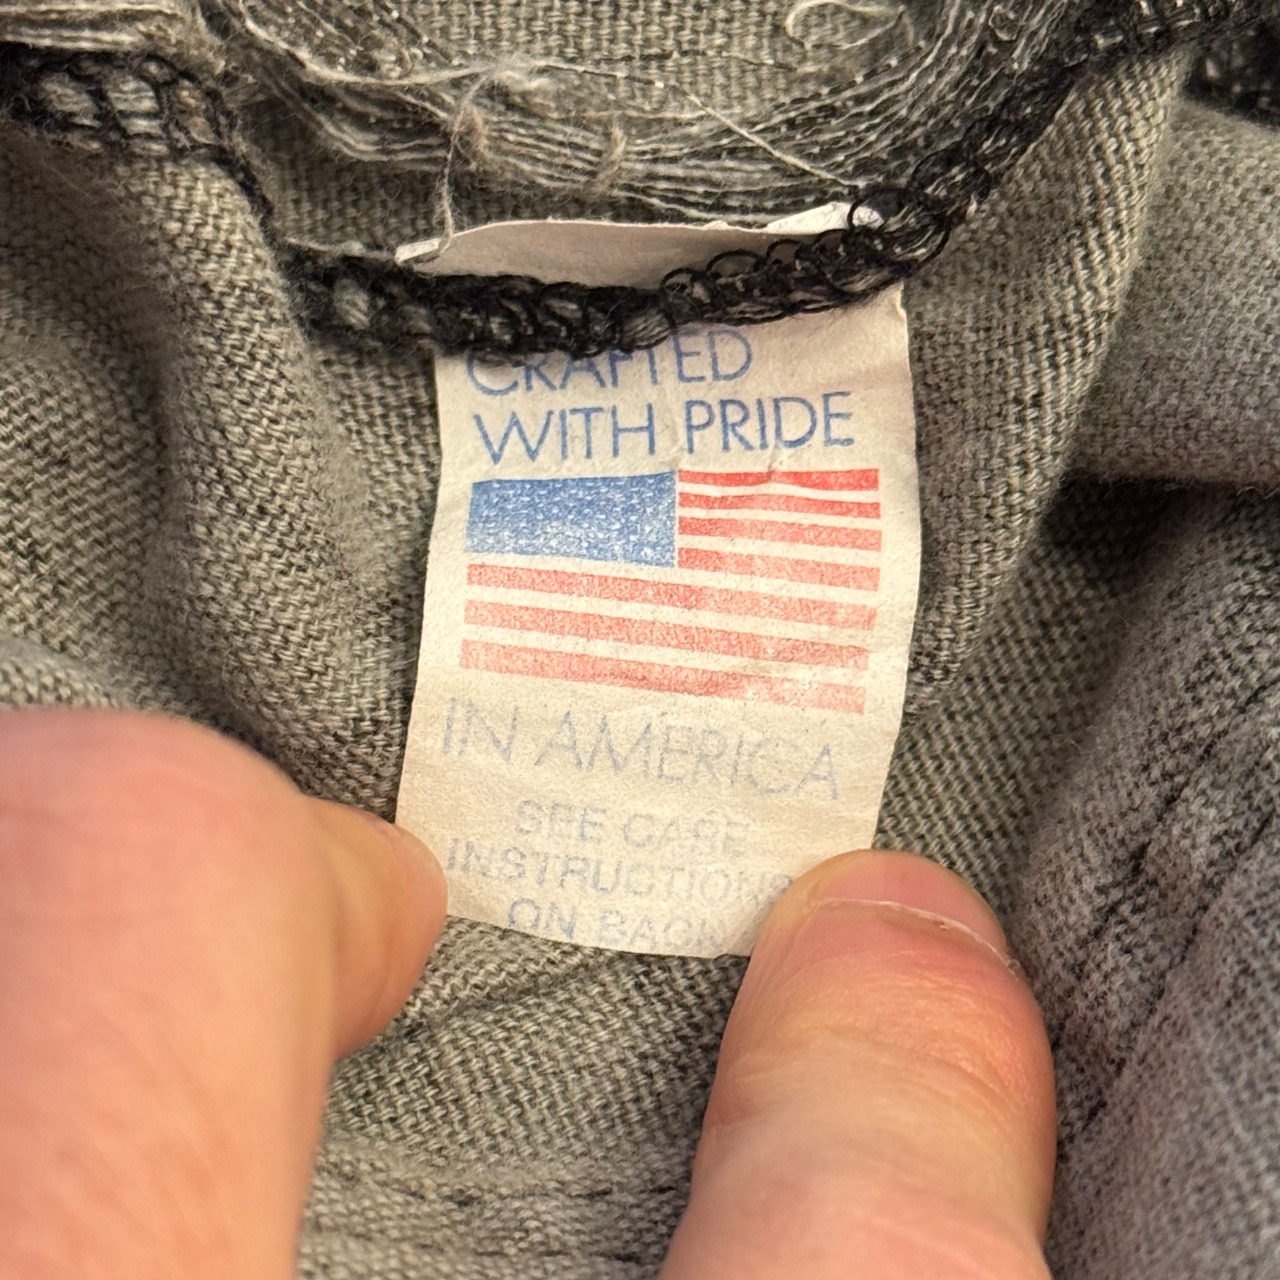 CRAFTED
WITH PRIDE
IN AMERICA
SEE CARE
INSTRUCTIONS
ON BACK